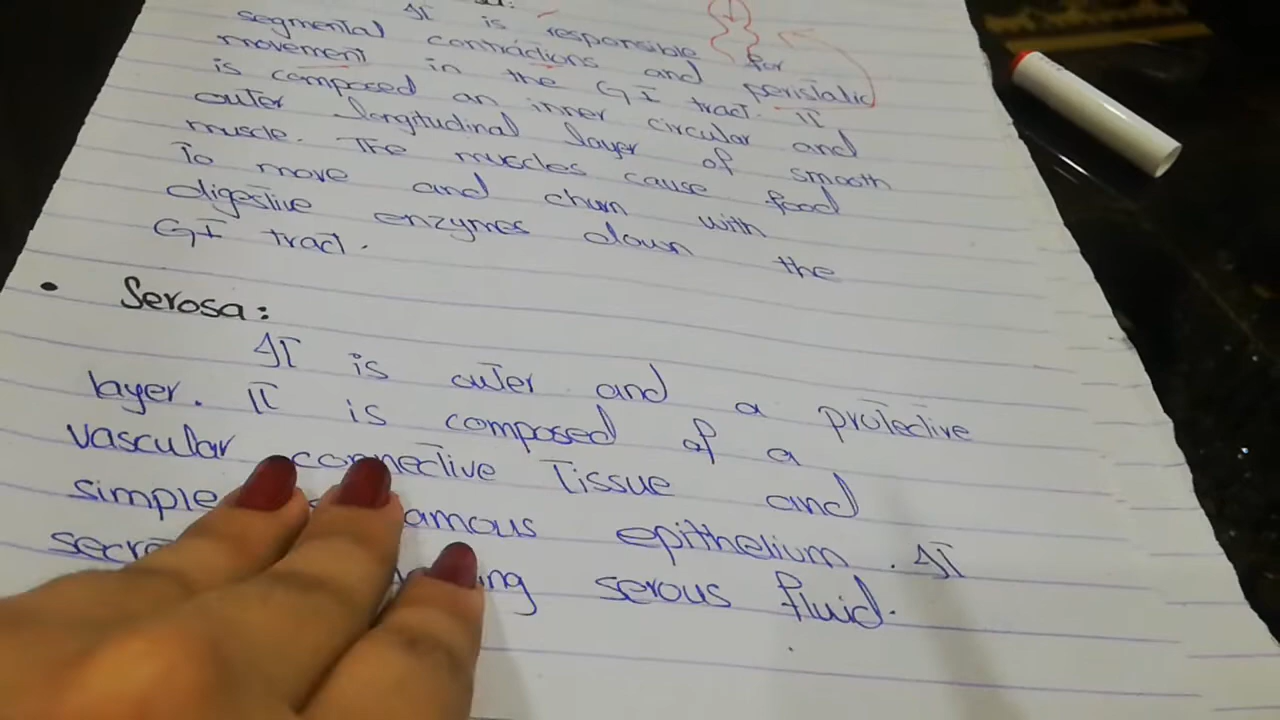 It is responsible for
segmental contractions and peristalic
movement in the GI tract. It
is composed an inner circular and
outer longitudinal layer of smooth
muscle. The muscles cause food
To move and churn with
digestive enzymes down the
GI tract.
• Serosa:
It is outer and a protective
layer. It is composed of a
vascular connective Tissue and
simple epithelium. It
serous fluid.